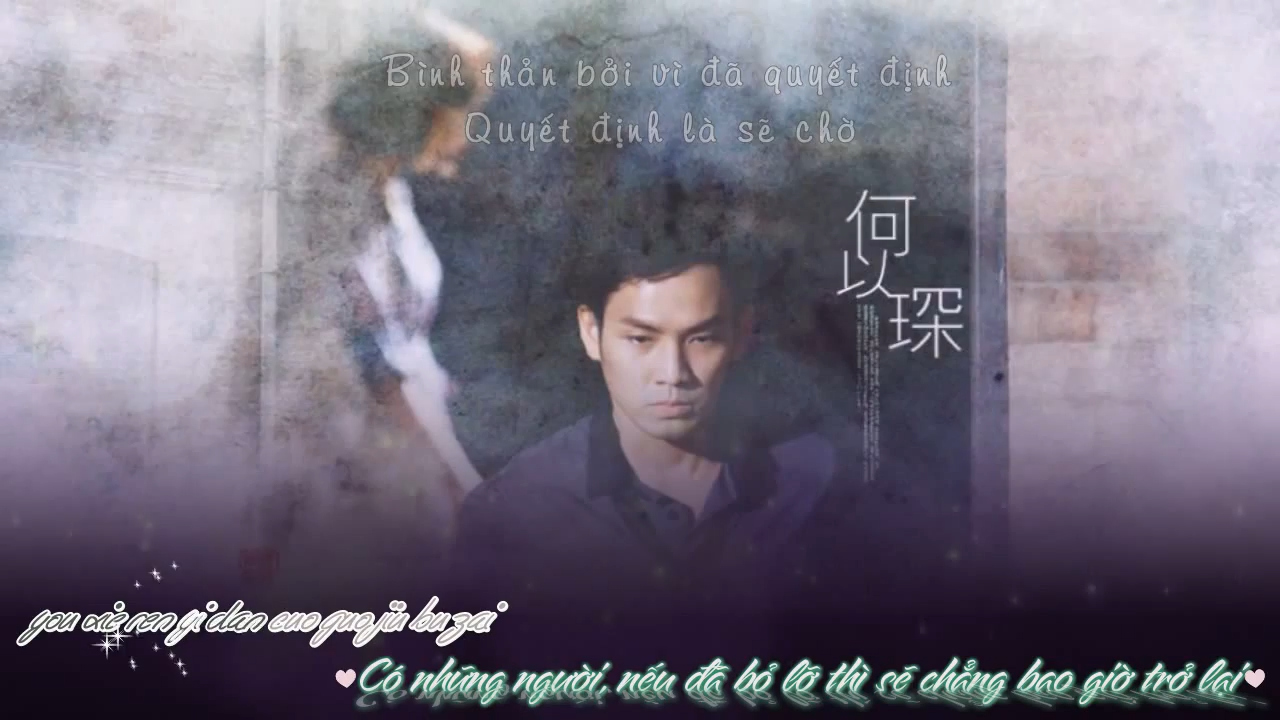 Bình thản bởi vì đã quyết định
Quyết định là sẽ chờ
何以琛
you xie ren yi dan cuo guo jiu bu zai
Có những người, nếu đã bỏ lỡ thì sẽ chẳng bao giờ trở lại